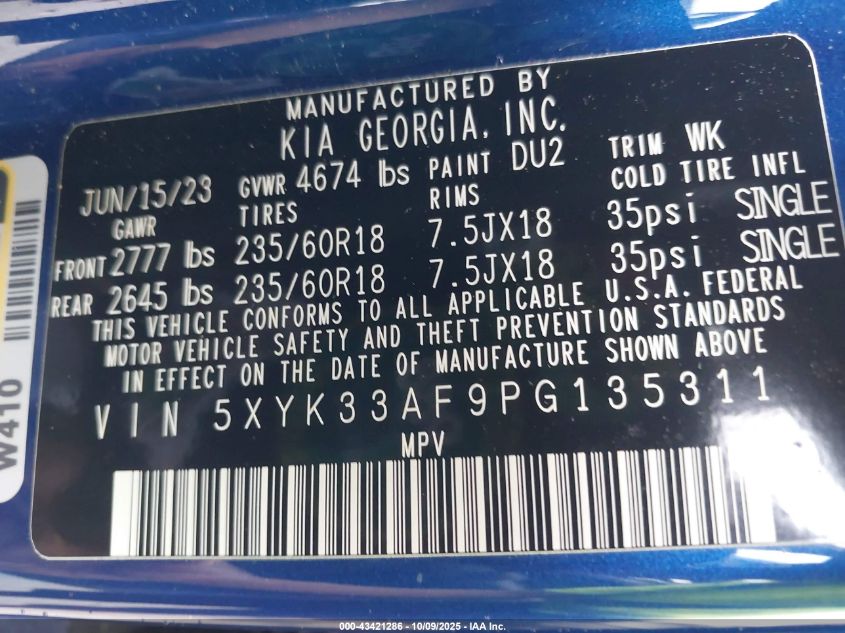 MANUFACTURED BY
KIA GEORGIA, INC.
JUN/15/23 GVWR 4674 lbs PAINT DU2 TRIM WK
GAWR TIRES RIMS COLD TIRE INFL
FRONT 2777 lbs 235/60R18 7.5JX18 35psi SINGLE
REAR 2645 lbs 235/60R18 7.5JX18 35psi SINGLE
THIS VEHICLE CONFORMS TO ALL APPLICABLE U.S.A. FEDERAL
MOTOR VEHICLE SAFETY AND THEFT PREVENTION STANDARDS
IN EFFECT ON THE DATE OF MANUFACTURE SHOWN ABOVE
VIN 5XYK33AF9PG135311
MPV
W410
000-43421286 - 10/09/2025 - IAA Inc.